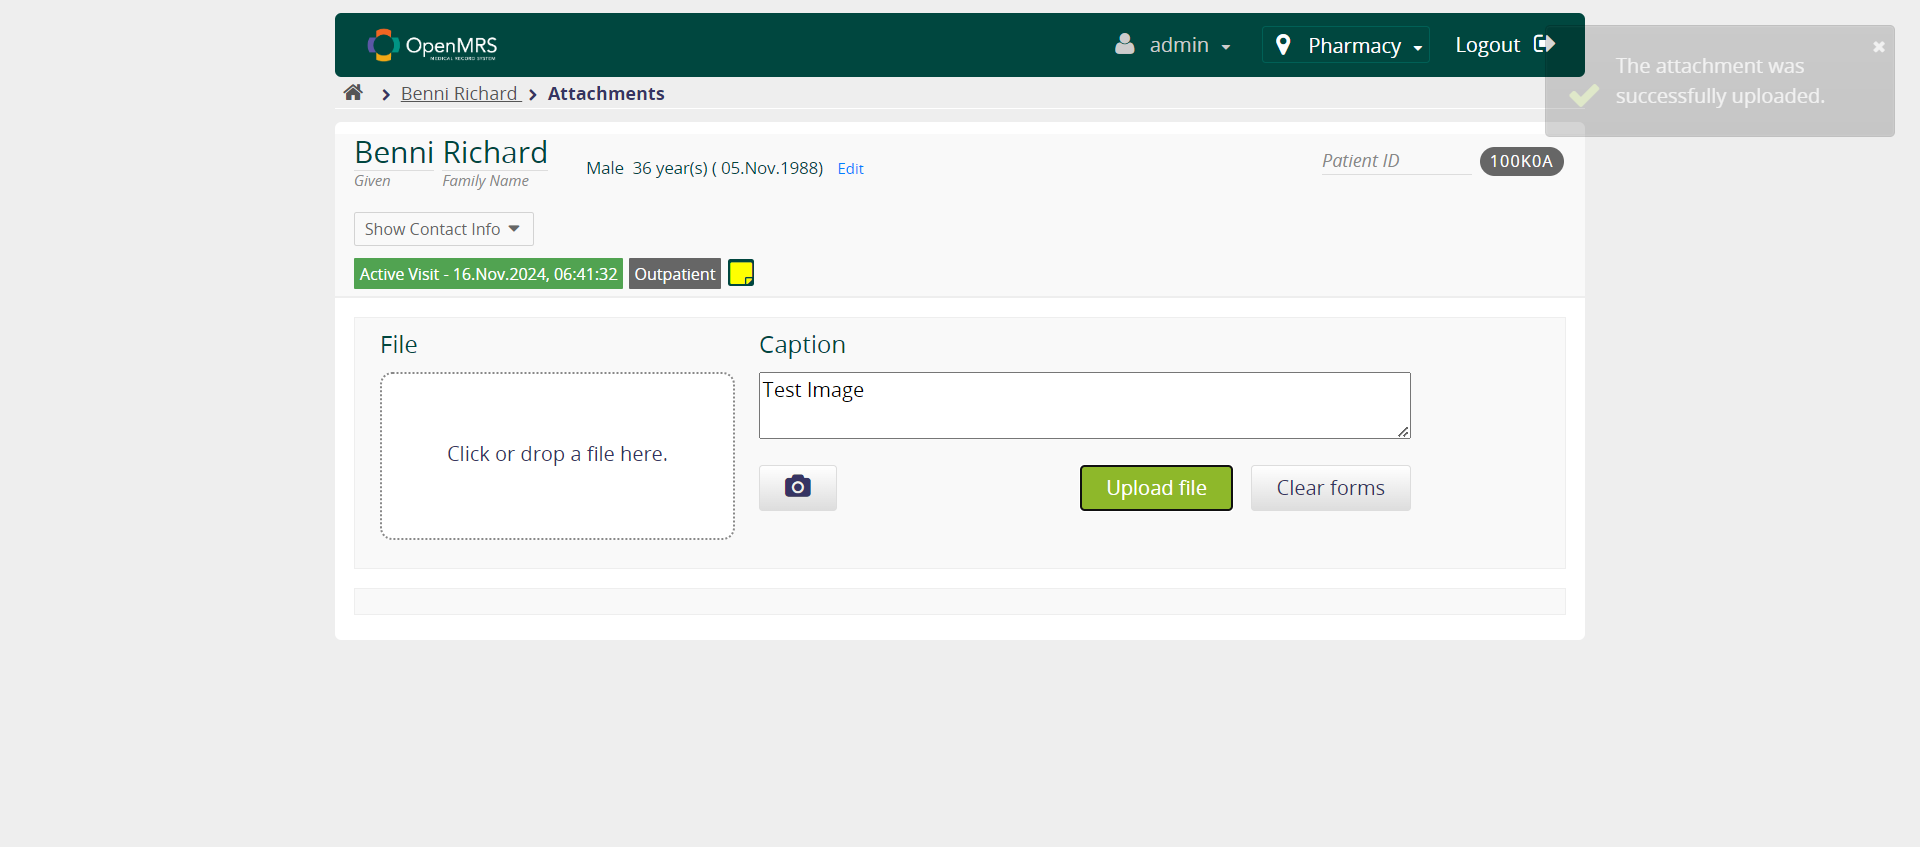 OpenMRS
MEDICAL RECORD SYSTEM
admin
Pharmacy
Logout
The attachment was
successfully uploaded.
Benni Richard
Attachments
Benni Richard
Given
Family Name
Male 36 year(s) ( 05.Nov.1988) Edit
Patient ID
100K0A
Show Contact Info
Active Visit - 16.Nov.2024, 06:41:32
Outpatient
File
Click or drop a file here.
Caption
Test Image
Upload file
Clear forms